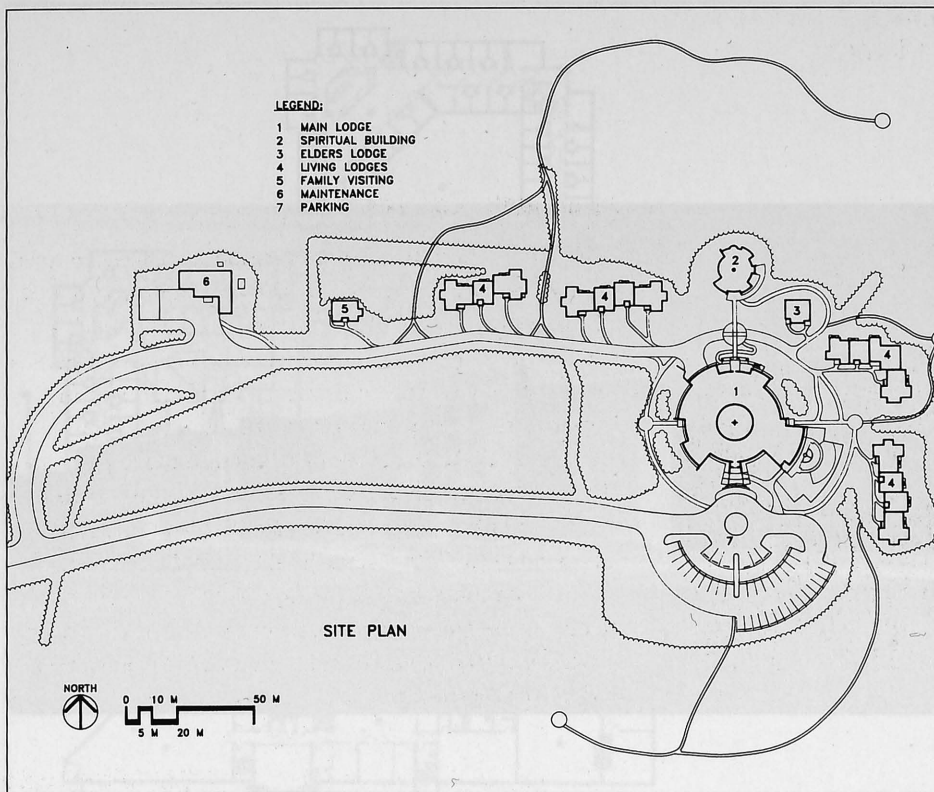 LEGEND:
1 MAIN LODGE
2 SPIRITUAL BUILDING
3 ELDERS LODGE
4 LIVING LODGES
5 FAMILY VISITING
6 MAINTENANCE
7 PARKING
2
6
4
4
5
3
4
1
4
7
SITE PLAN
NORTH
0 10 M 50 M
5 M 20 M